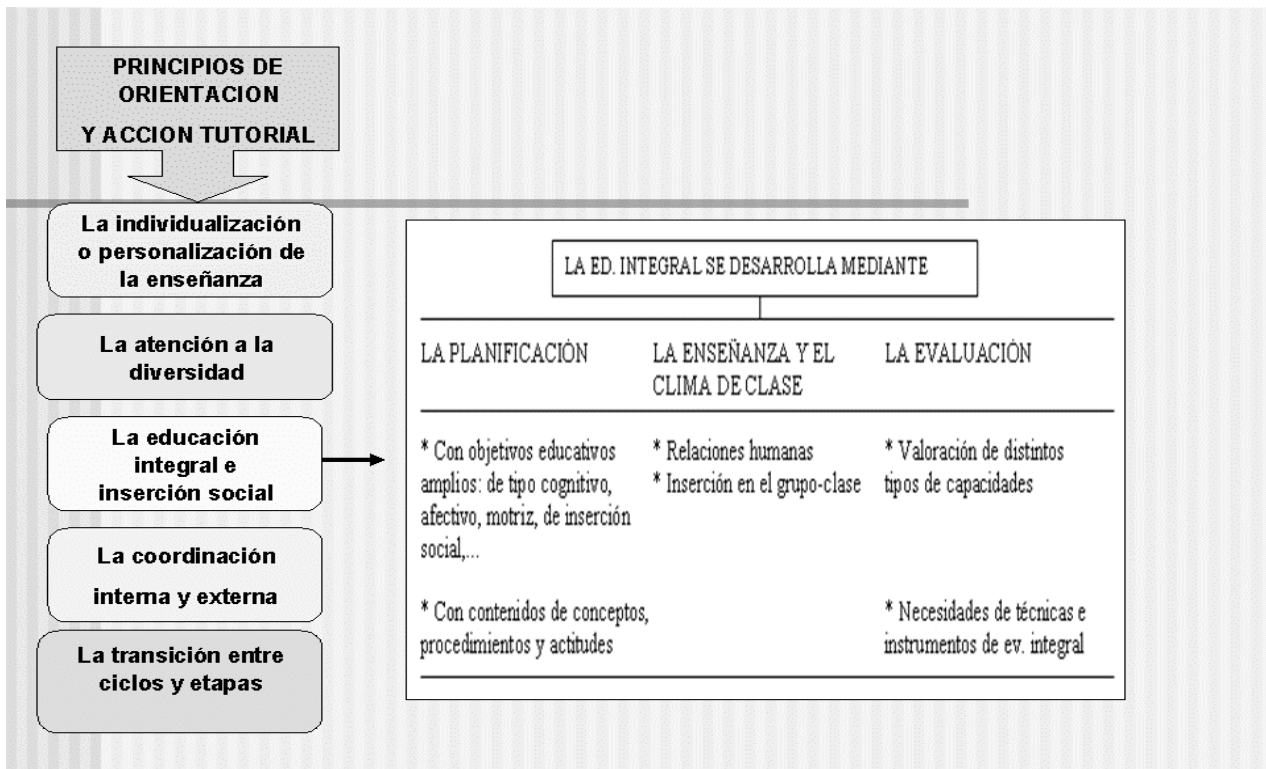 PRINCIPIOS DE
ORIENTACION
Y ACCION TUTORIAL
La individualización
o personalización de
la enseñanza
La atención a la
diversidad
La educación
integral e
inserción social
La coordinación
interna y externa
La transición entre
ciclos y etapas
LA ED. INTEGRAL SE DESARROLLA MEDIANTE
LA PLANIFICACIÓN
LA ENSEÑANZA Y EL
CLIMA DE CLASE
LA EVALUACIÓN
* Con objetivos educativos
amplios: de tipo cognitivo,
afectivo, motriz, de inserción
social,...
* Con contenidos de conceptos,
procedimientos y actitudes
* Relaciones humanas
* Inserción en el grupo-clase
* Valoración de distintos
tipos de capacidades
* Necesidades de técnicas e
instrumentos de ev. integral